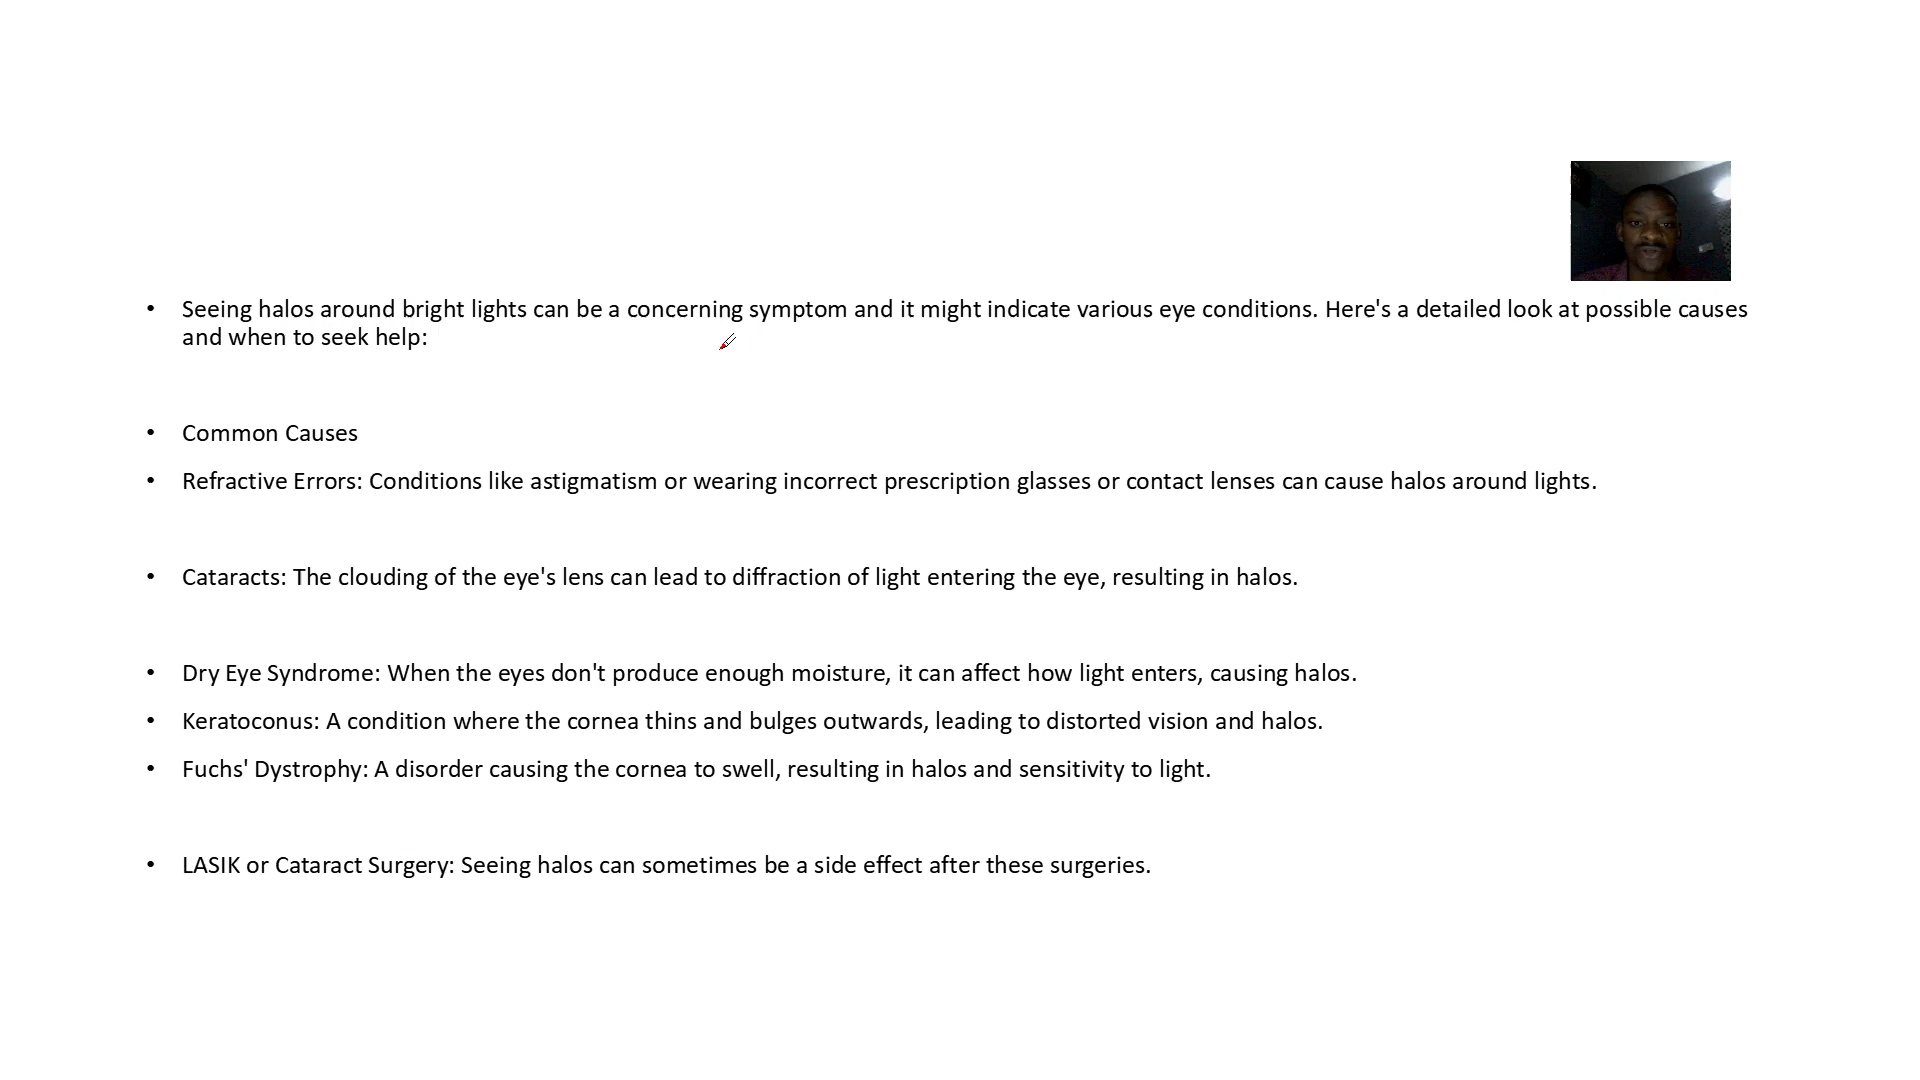 • Seeing halos around bright lights can be a concerning symptom and it might indicate various eye conditions. Here's a detailed look at possible causes
and when to seek help:
• Common Causes
• Refractive Errors: Conditions like astigmatism or wearing incorrect prescription glasses or contact lenses can cause halos around lights.
• Cataracts: The clouding of the eye's lens can lead to diffraction of light entering the eye, resulting in halos.
• Dry Eye Syndrome: When the eyes don't produce enough moisture, it can affect how light enters, causing halos.
• Keratoconus: A condition where the cornea thins and bulges outwards, leading to distorted vision and halos.
• Fuchs' Dystrophy: A disorder causing the cornea to swell, resulting in halos and sensitivity to light.
• LASIK or Cataract Surgery: Seeing halos can sometimes be a side effect after these surgeries.